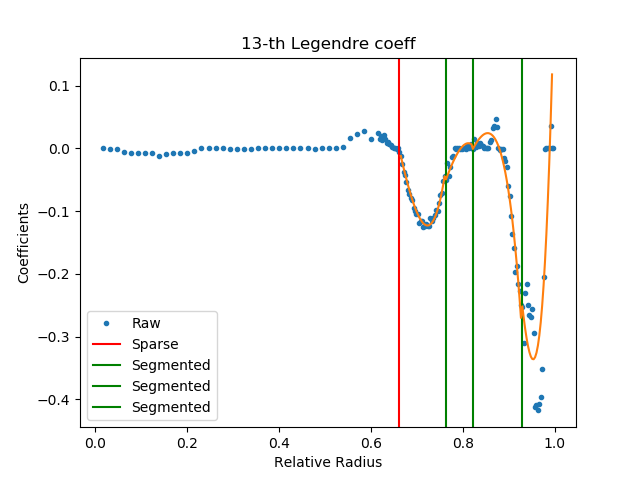 13-th Legendre coeff
0.1
0.0
−0.1
−0.2
−0.3
−0.4
Coefficients
Raw
Sparse
Segmented
Segmented
Segmented
0.0 0.2 0.4 0.6 0.8 1.0
Relative Radius